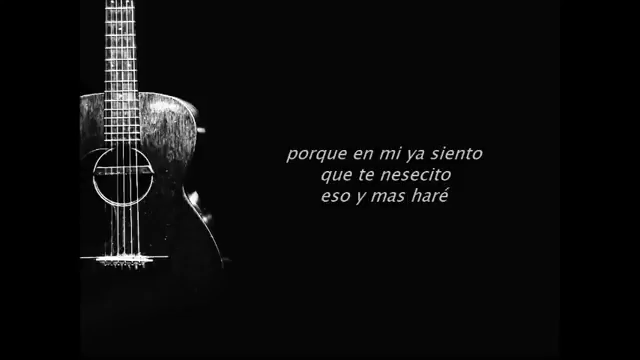 porque en mi ya siento
que te nesecito
eso y mas haré